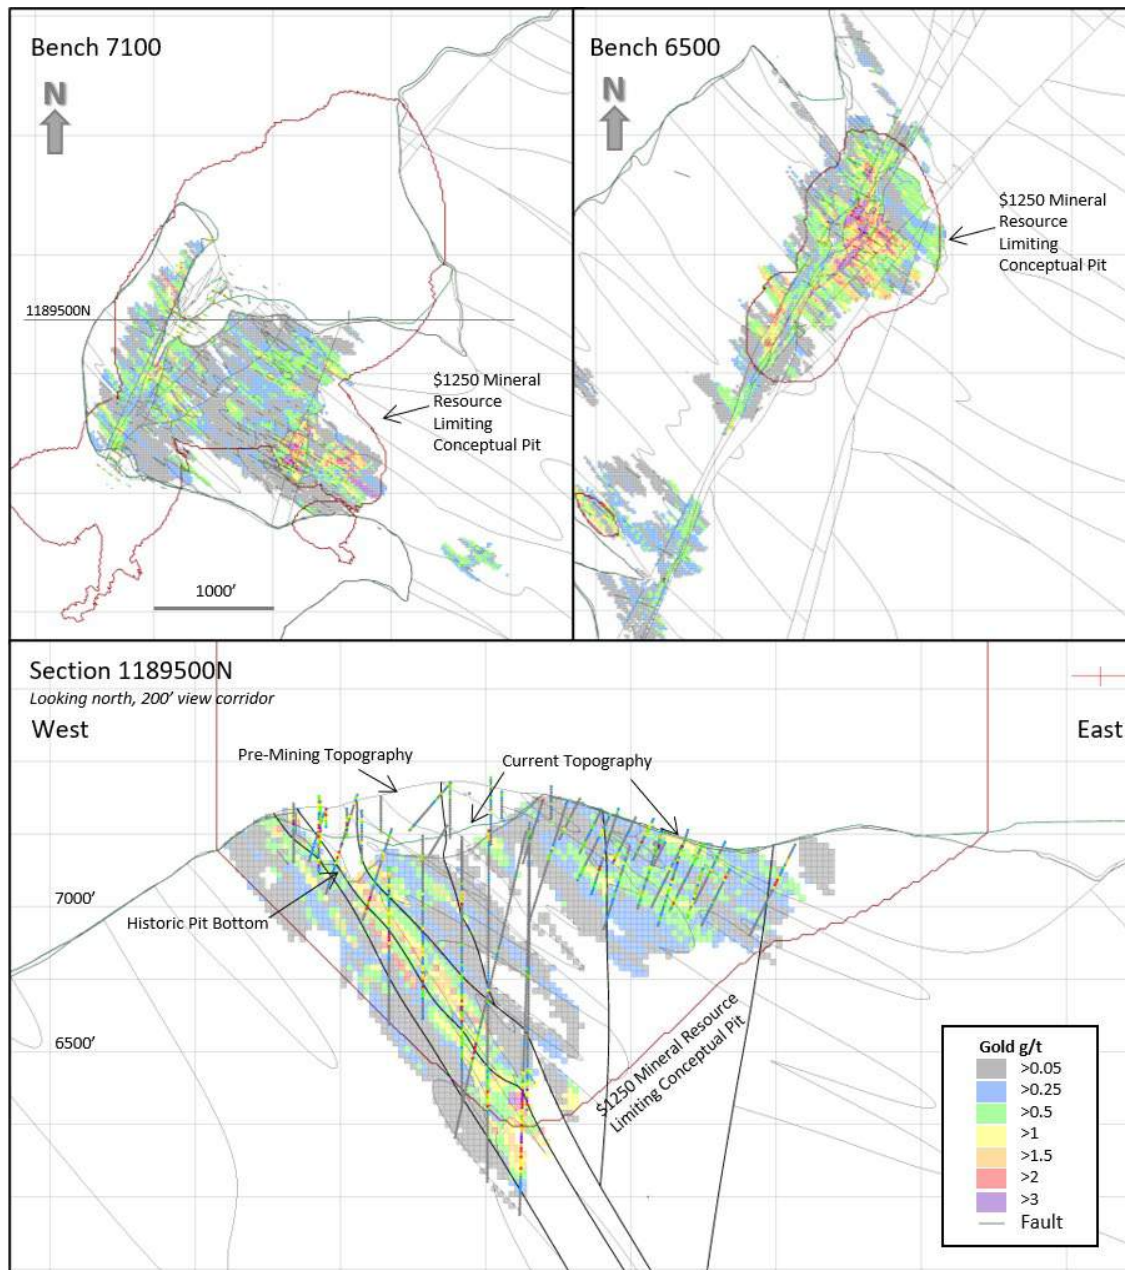 Bench 7100
N
1189500N
$1250 Mineral
Resource
Limiting
Conceptual Pit
1000’
Bench 6500
N
$1250 Mineral
Resource
Limiting
Conceptual Pit
Section 1189500N
Looking north, 200’ view corridor
West
East
Pre-Mining Topography
Current Topography
7000’
Historic Pit Bottom
6500’
$1250 Mineral Resource
Limiting Conceptual Pit
Gold g/t
>0.05
>0.25
>0.5
>1
>1.5
>2
>3
Fault